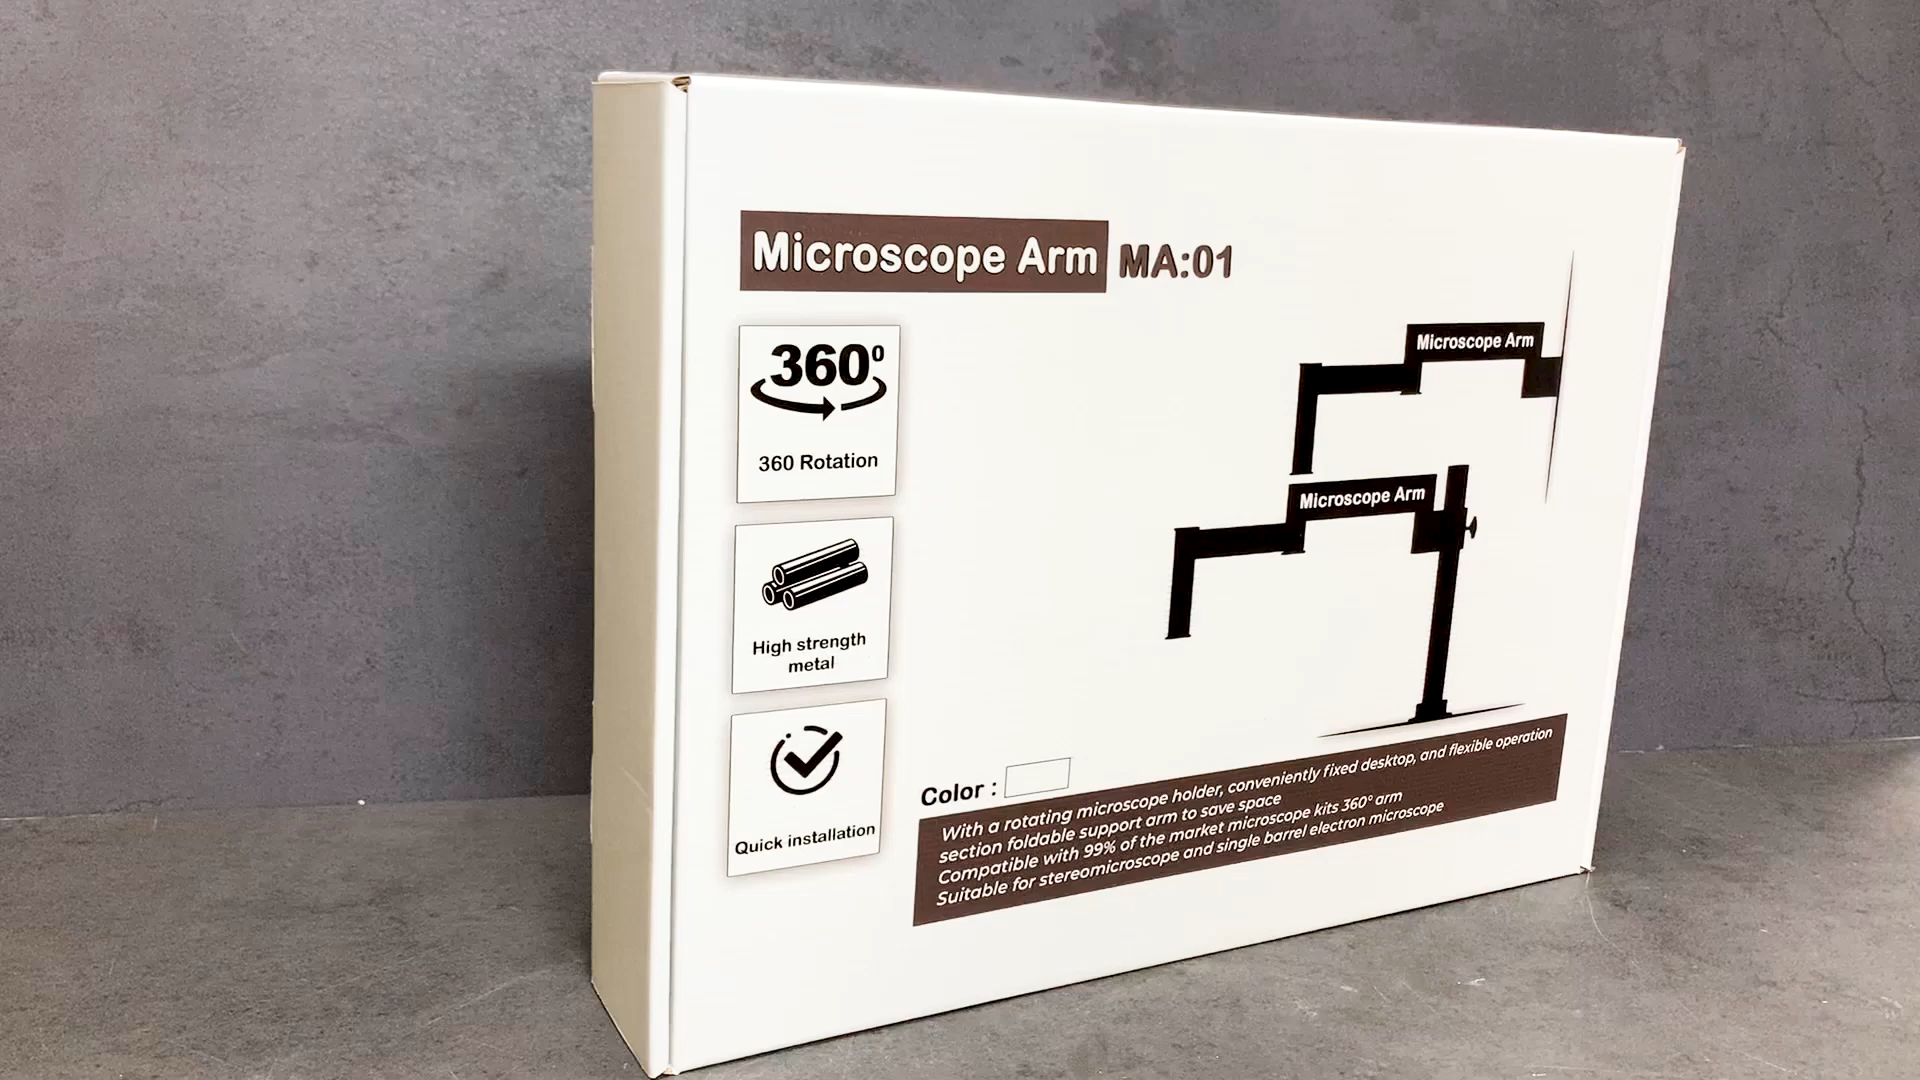 Microscope Arm MA:01
360⁰
360 Rotation
High strength
metal
Quick installation
Microscope Arm
Microscope Arm
Color :
With a rotating microscope holder, conveniently fixed desktop, and flexible operation
section foldable support arm to save space
Compatible with 99% of the market microscope kits 360° arm
Suitable for stereomicroscope and single barrel electron microscope